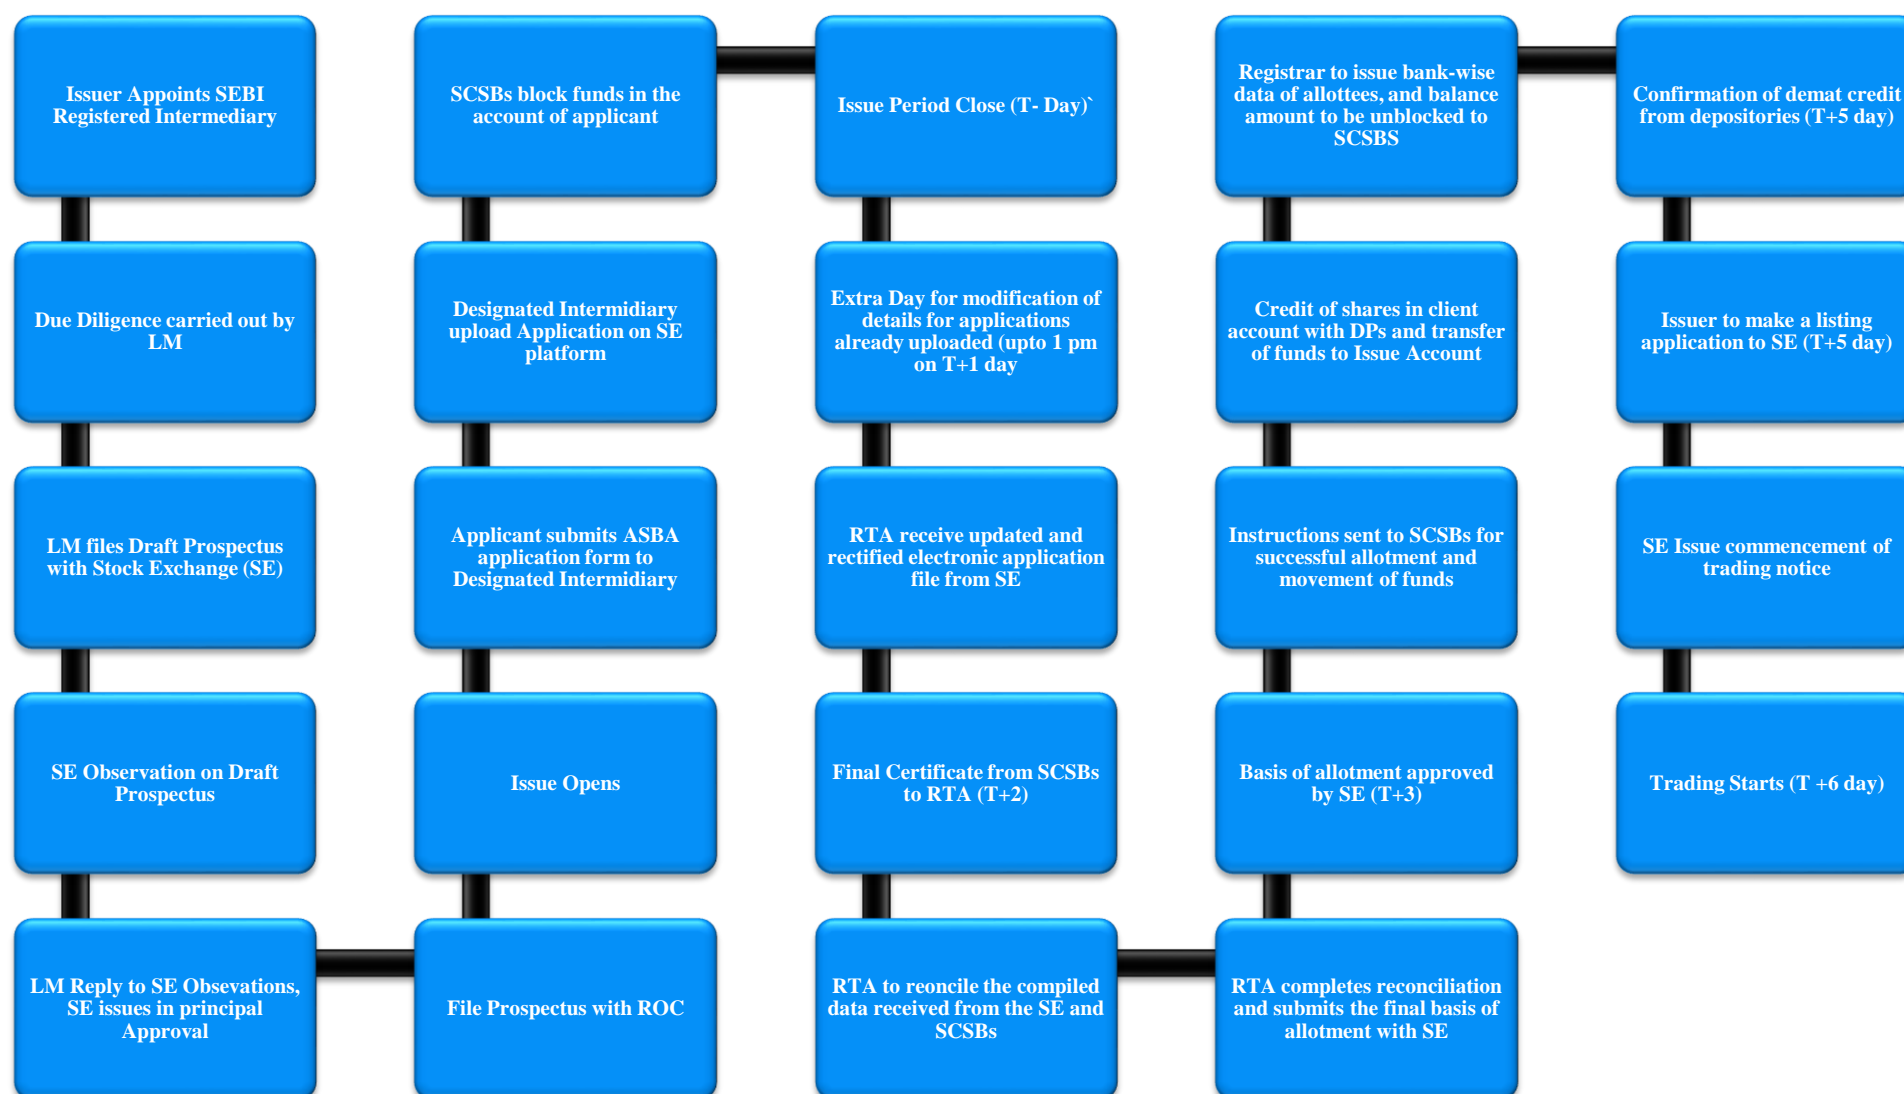 Issuer Appoints SEBI
Registered Intermediary
Due Diligence carried out by
LM
LM files Draft Prospectus
with Stock Exchange (SE)
SE Observation on Draft
Prospectus
LM Reply to SE Obsevations,
SE issues in principal
Approval
File Prospectus with ROC
Issue Opens
Applicant submits ASBA
application form to
Designated Intermidiary
Designated Intermidiary
upload Application on SE
platform
SCSBs block funds in the
account of applicant
Issue Period Close (T- Day)`
Extra Day for modification of
details for applications
already uploaded (upto 1 pm
on T+1 day
RTA receive updated and
rectified electronic application
file from SE
Final Certificate from SCSBs
to RTA (T+2)
RTA to reconcile the compiled
data received from the SE and
SCSBs
RTA completes reconciliation
and submits the final basis of
allotment with SE
Basis of allotment approved
by SE (T+3)
Instructions sent to SCSBs for
successful allotment and
movement of funds
Credit of shares in client
account with DPs and transfer
of funds to Issue Account
Registrar to issue bank-wise
data of allottees, and balance
amount to be unblocked to
SCSBS
Confirmation of demat credit
from depositories (T+5 day)
Issuer to make a listing
application to SE (T+5 day)
SE Issue commencement of
trading notice
Trading Starts (T +6 day)